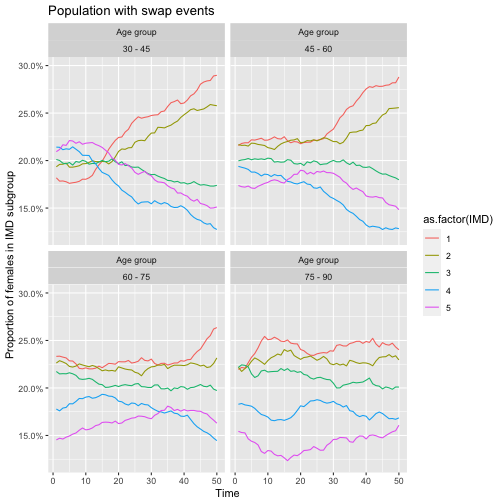 Population with swap events
Age group
Age group
30 - 45
45 - 60
30.0%
25.0%
20.0%
15.0%
Age group
Age group
60 - 75
75 - 90
30.0%
25.0%
20.0%
15.0%
0 10 20 30 40 50 0 10 20 30 40 50
Time
Proportion of females in IMD subgroup
as.factor(IMD)
1
2
3
4
5